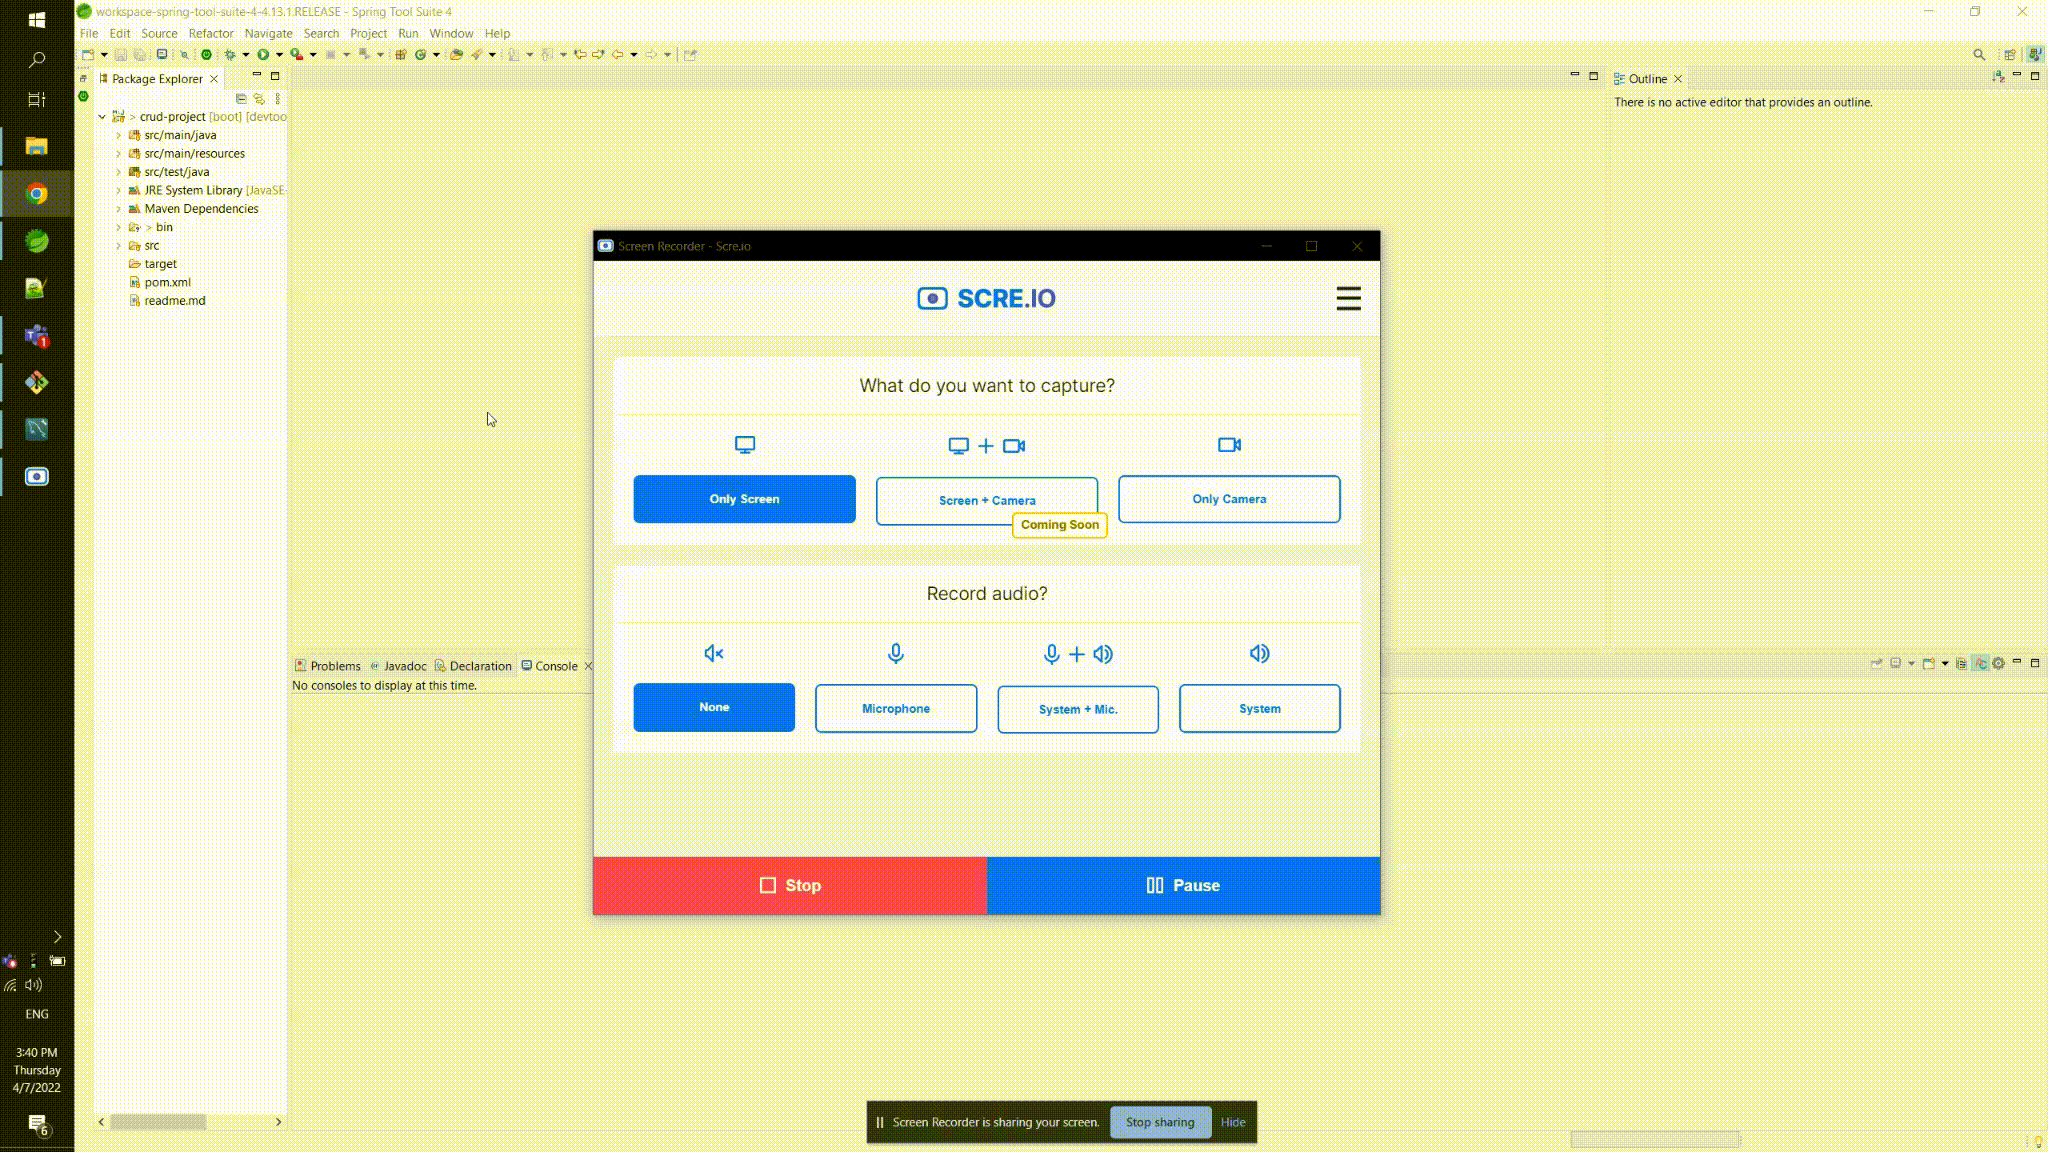 workspace-spring-tool-suite-4-4.13.1.RELEASE - Spring Tool Suite 4
File Edit Source Refactor Navigate Search Project Run Window Help
Package Explorer
Outline
There is no active editor that provides an outline.
> crud-project [boot] [devtoo
src/main/java
src/main/resources
src/test/java
JRE System Library [JavaSE-
Maven Dependencies
> bin
src
target
pom.xml
readme.md
Screen Recorder - Scre.io
SCRE.IO
What do you want to capture?
Only Screen
Screen + Camera
Only Camera
Coming Soon
Record audio?
None
Microphone
System + Mic.
System
Stop
Pause
Problems Javadoc Declaration Console
No consoles to display at this time.
ENG
3:40 PM
Thursday
4/7/2022
6
1
Screen Recorder is sharing your screen. Stop sharing Hide